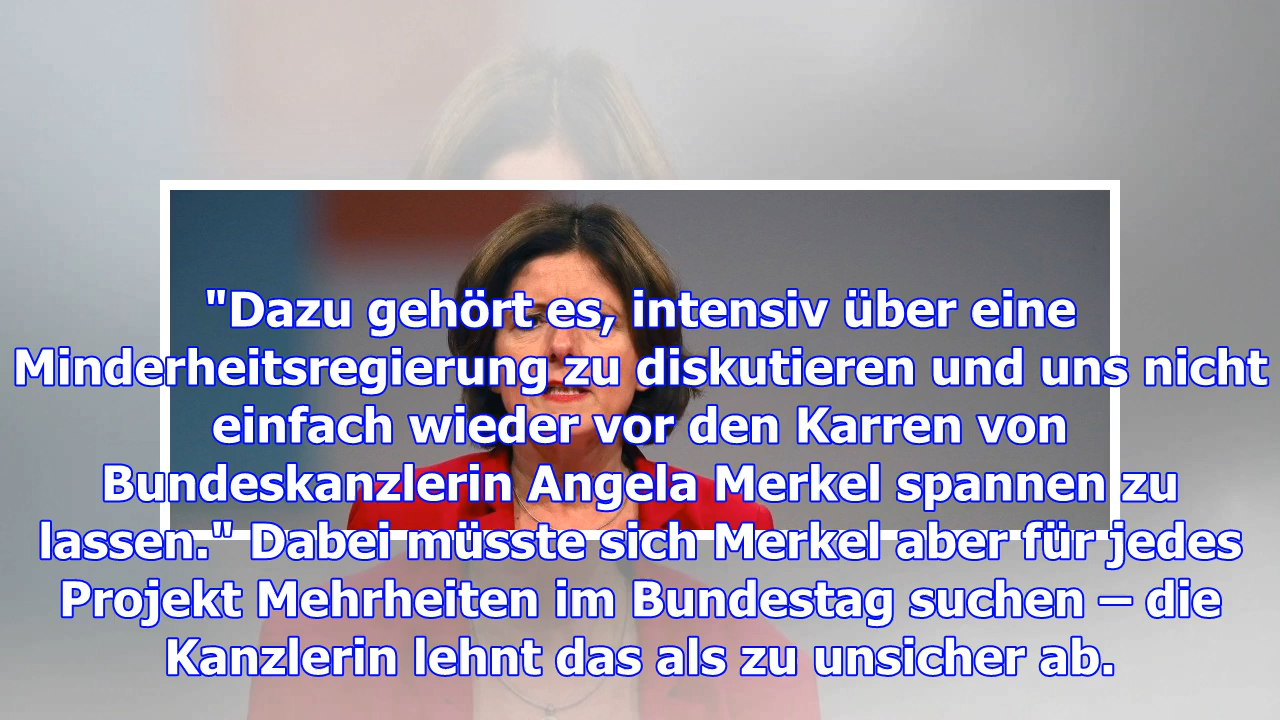 "Dazu gehört es, intensiv über eine
Minderheitsregierung zu diskutieren und uns nicht
einfach wieder vor den Karren von
Bundeskanzlerin Angela Merkel spannen zu
lassen." Dabei müsste sich Merkel aber für jedes
Projekt Mehrheiten im Bundestag suchen – die
Kanzlerin lehnt das als zu unsicher ab.